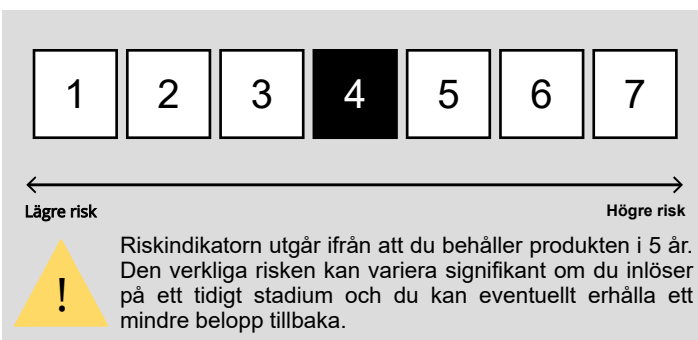 1 2 3 4 5 6 7
Lägre risk Högre risk
Riskindikatorn utgår ifrån att du behåller produkten i 5 år.
Den verkliga risken kan variera signifikant om du inlöser
på ett tidigt stadium och du kan eventuellt erhålla ett
mindre belopp tillbaka.
!